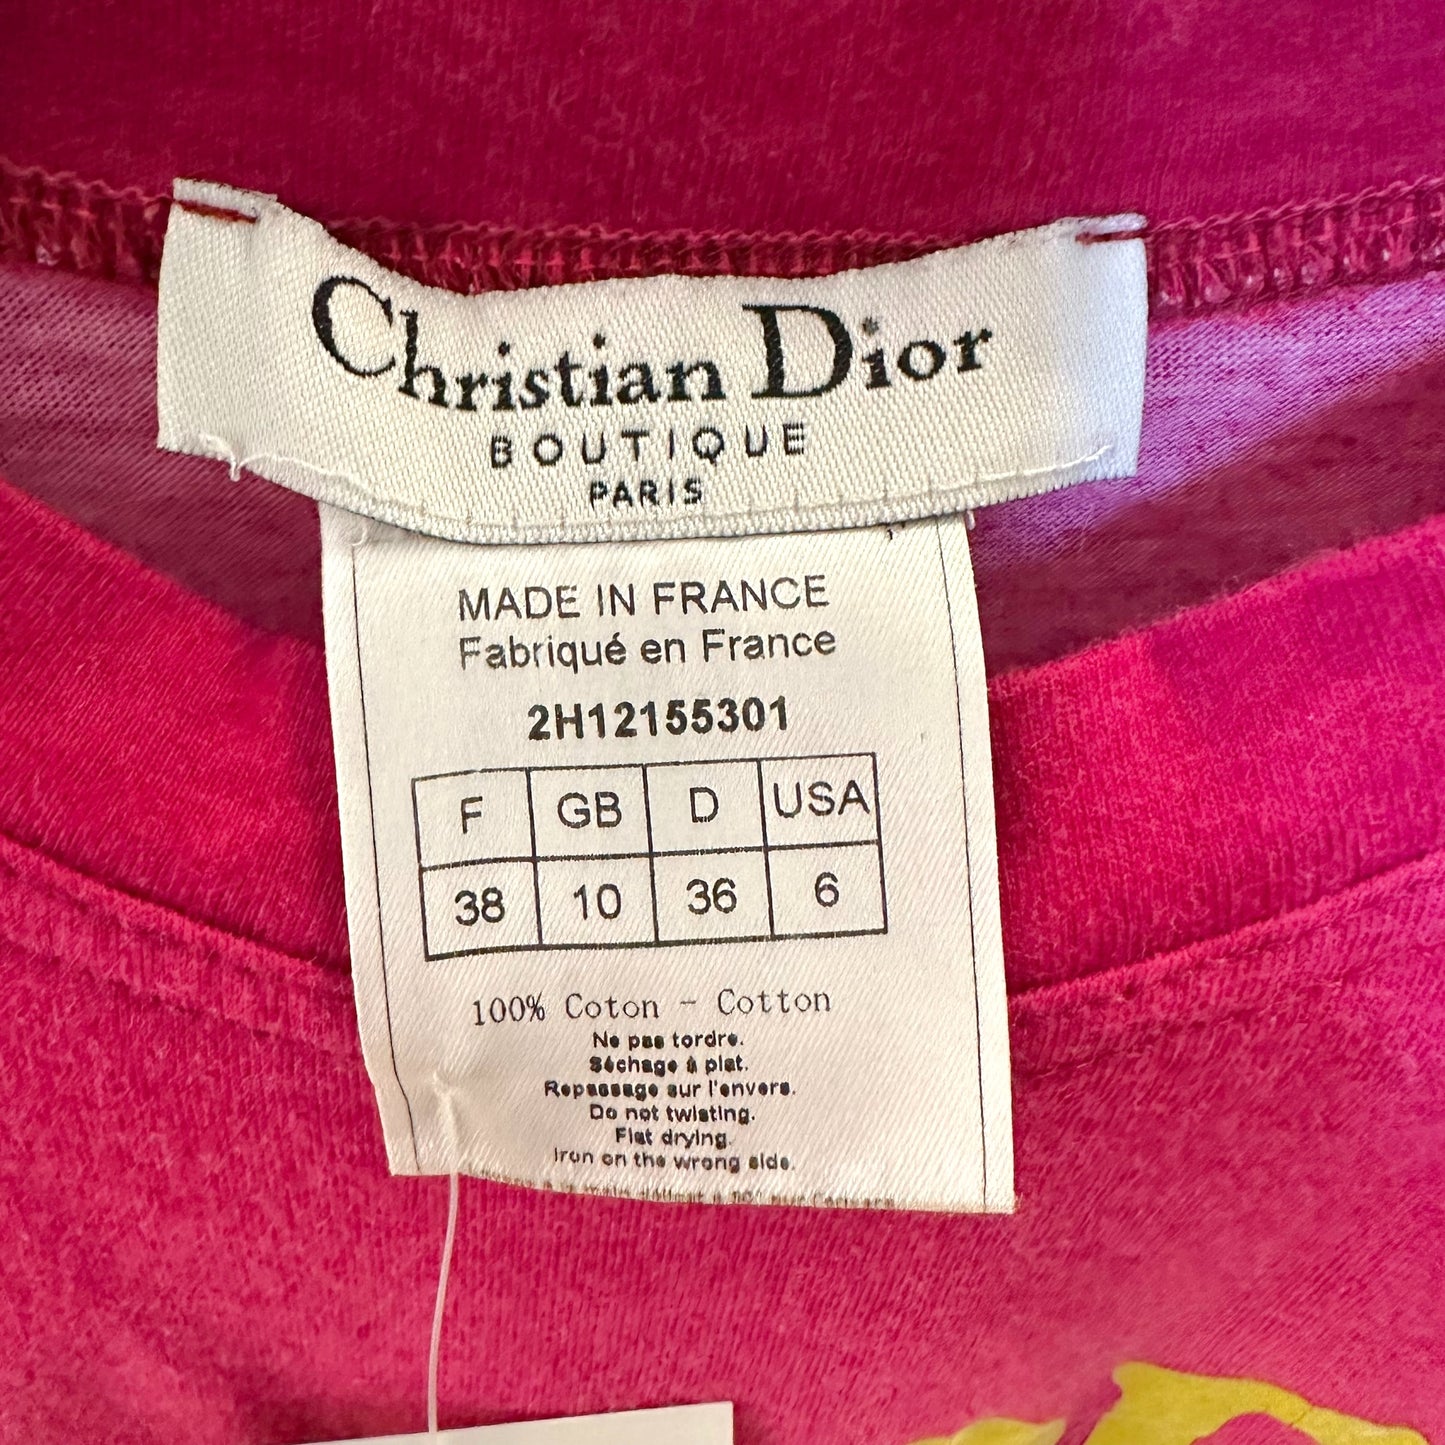 Christian Dior
BOUTIQUE
PARIS
MADE IN FRANCE
Fabriqué en France
2H12155301
F GB D USA
38 10 36 6
100% Coton - Cotton
Ne pas tordre.
Séchage à plat.
Repassage sur l'envers.
Do not twisting.
Flat drying.
Iron on the wrong side.